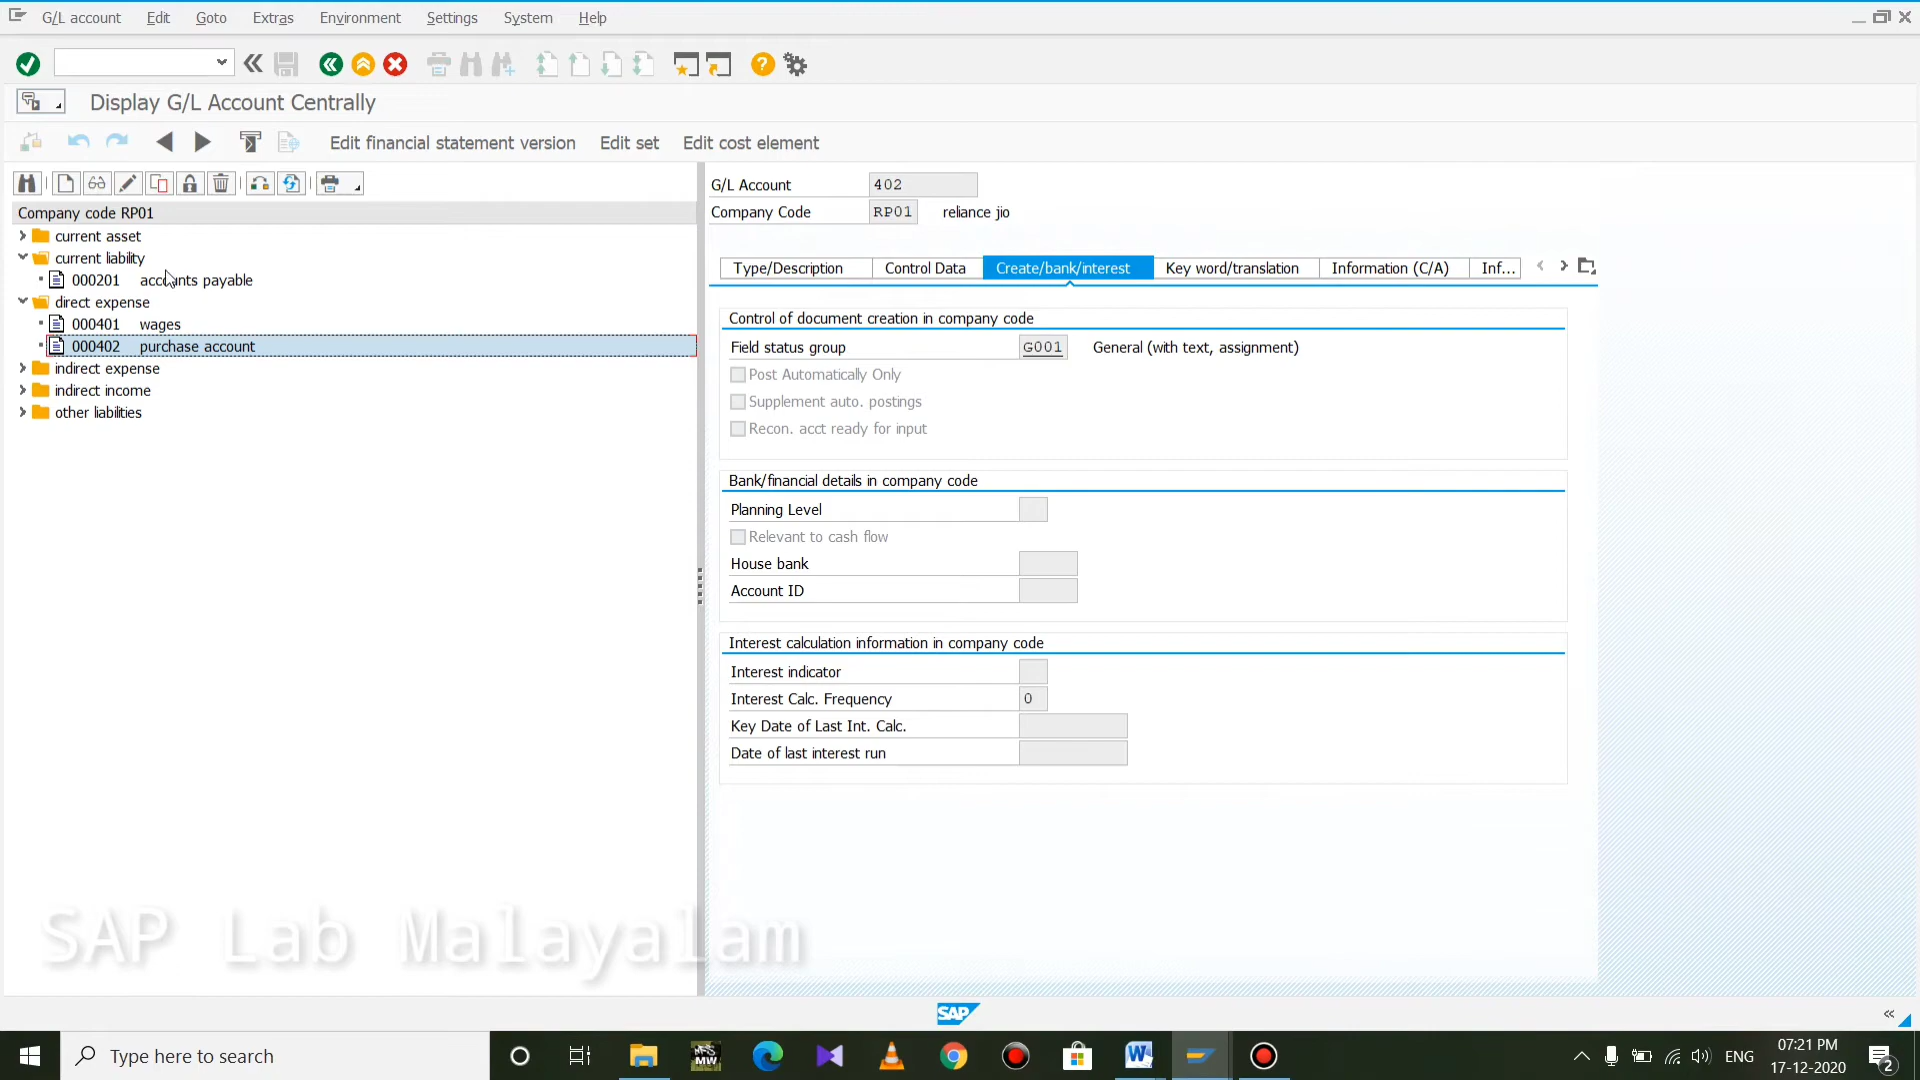 G/L account Edit Goto Extras Environment Settings System Help
Display G/L Account Centrally
Edit financial statement version Edit set Edit cost element
Company code RP01
current asset
current liability
000201 accounts payable
direct expense
000401 wages
000402 purchase account
indirect expense
indirect income
other liabilities
G/L Account 402
Company Code RP01 reliance jio
Type/Description Control Data Create/bank/interest Key word/translation Information (C/A) Inf...
Control of document creation in company code
Field status group G001 General (with text, assignment)
Post Automatically Only
Supplement auto. postings
Recon. acct ready for input
Bank/financial details in company code
Planning Level
Relevant to cash flow
House bank
Account ID
Interest calculation information in company code
Interest indicator
Interest Calc. Frequency 0
Key Date of Last Int. Calc.
Date of last interest run
SAP Lab Malayalam
SAP
Type here to search
MW
ENG
07:21 PM
17-12-2020
2